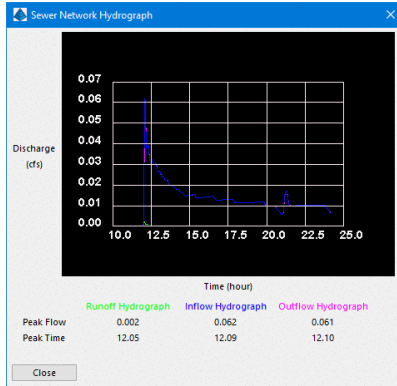 Sewer Network Hydrograph
0.07
0.06
0.05
Discharge
(cfs)
0.04
0.03
0.02
0.01
0.00
10.0 12.5 15.0 17.5 20.0 22.5 25.0
Time (hour)
Runoff Hydrograph Inflow Hydrograph Outflow Hydrograph
Peak Flow 0.002 0.062 0.061
Peak Time 12.05 12.09 12.10
Close